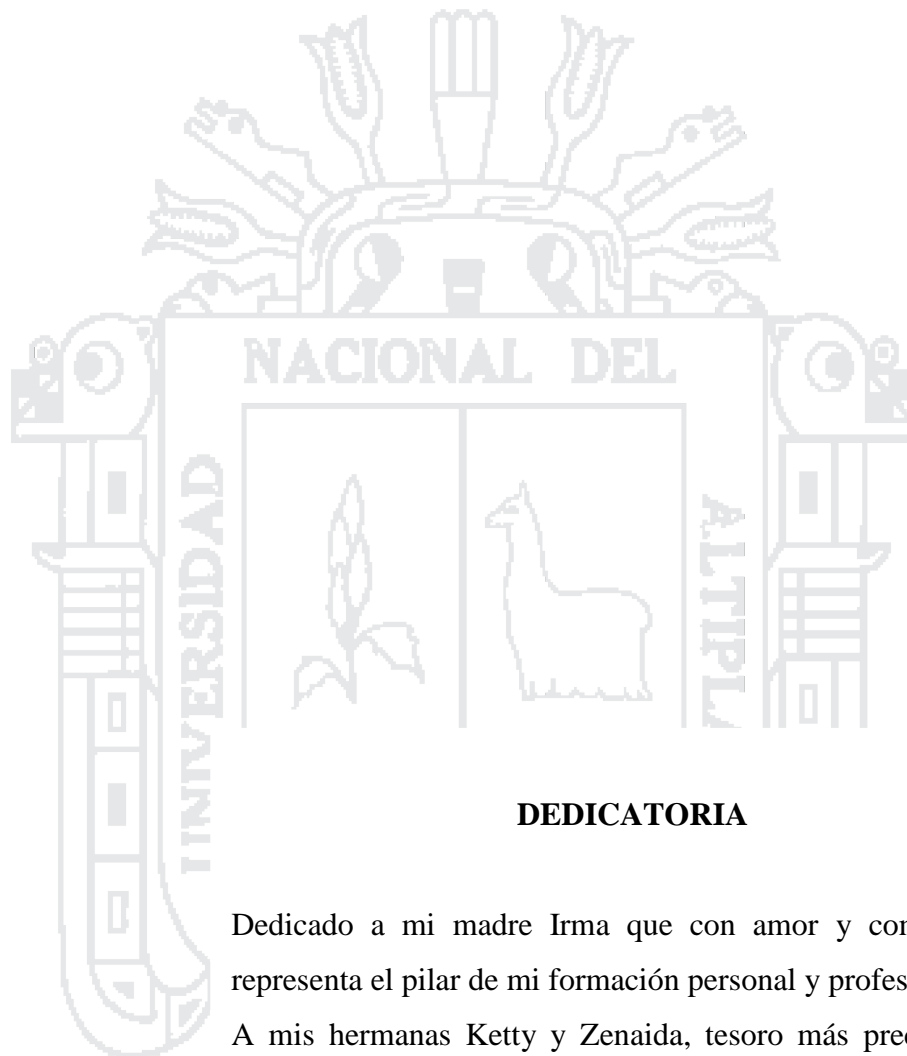 NACIONAL DEL
UNIVERSIDAD
DEDICATORIA
Dedicado a mi madre Irma que con amor y
representa el pilar de mi formación personal y
A mis hermanas Ketty y Zenaida, tesoro más